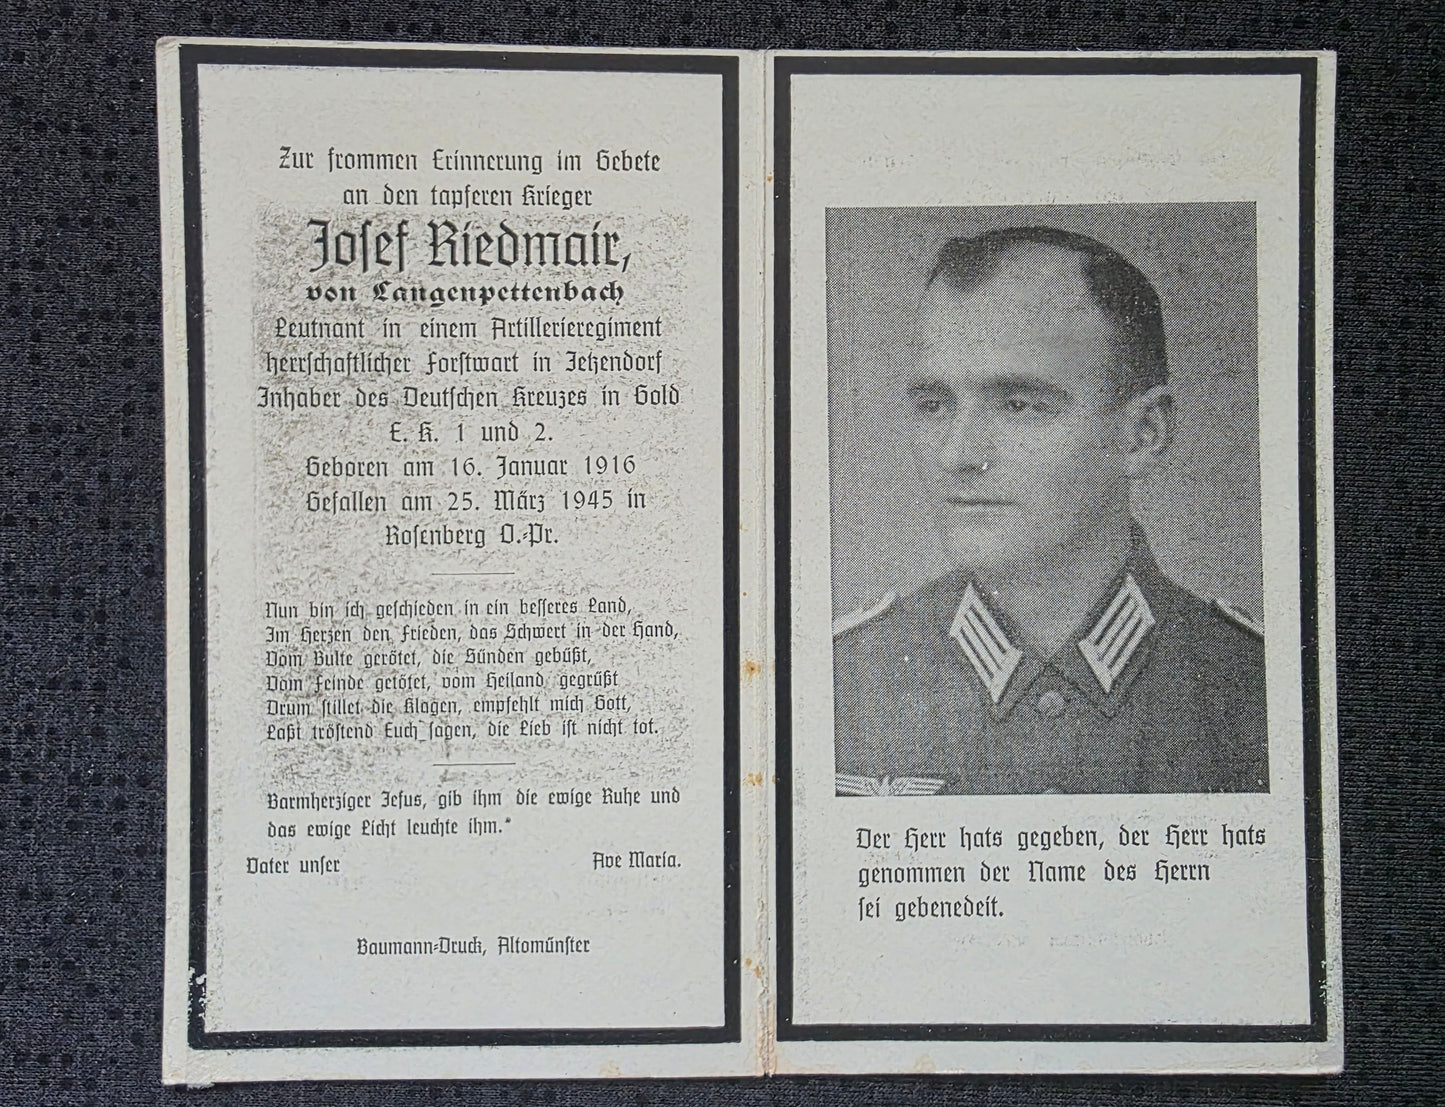 Zur frommen Erinnerung im Gebete
an den tapferen Krieger
Josef Riedmair,
von Langenpettenbach
Leutnant in einem Artillerieregiment
herrschaftlicher Forstwart in Jetzendorf
Inhaber des Deutschen Kreuzes in Gold
E. K. 1 und 2.
Geboren am 16. Januar 1916
Gefallen am 25. März 1945 in
Rosenberg O.-Pr.
Nun bin ich geschieden in ein besseres Land,
Im Herzen den Frieden, das Schwert in der Hand,
Vom Bulte gerötet, die Sünden gebüßt,
Vom Feinde getötet, vom Heiland gegrüßt
Drum stillet die Klagen, empfehlt mich Gott,
Laßt tröstend Euch sagen, die Lieb ist nicht tot.
Barmherziger Jesus, gib ihm die ewige Ruhe und
das ewige Licht leuchte ihm.*
Vater unser Ave Maria.
Baumann-Druck, Altomünster
Der Herr hats gegeben, der Herr hats
genommen der Name des Herrn
sei gebenedeit.